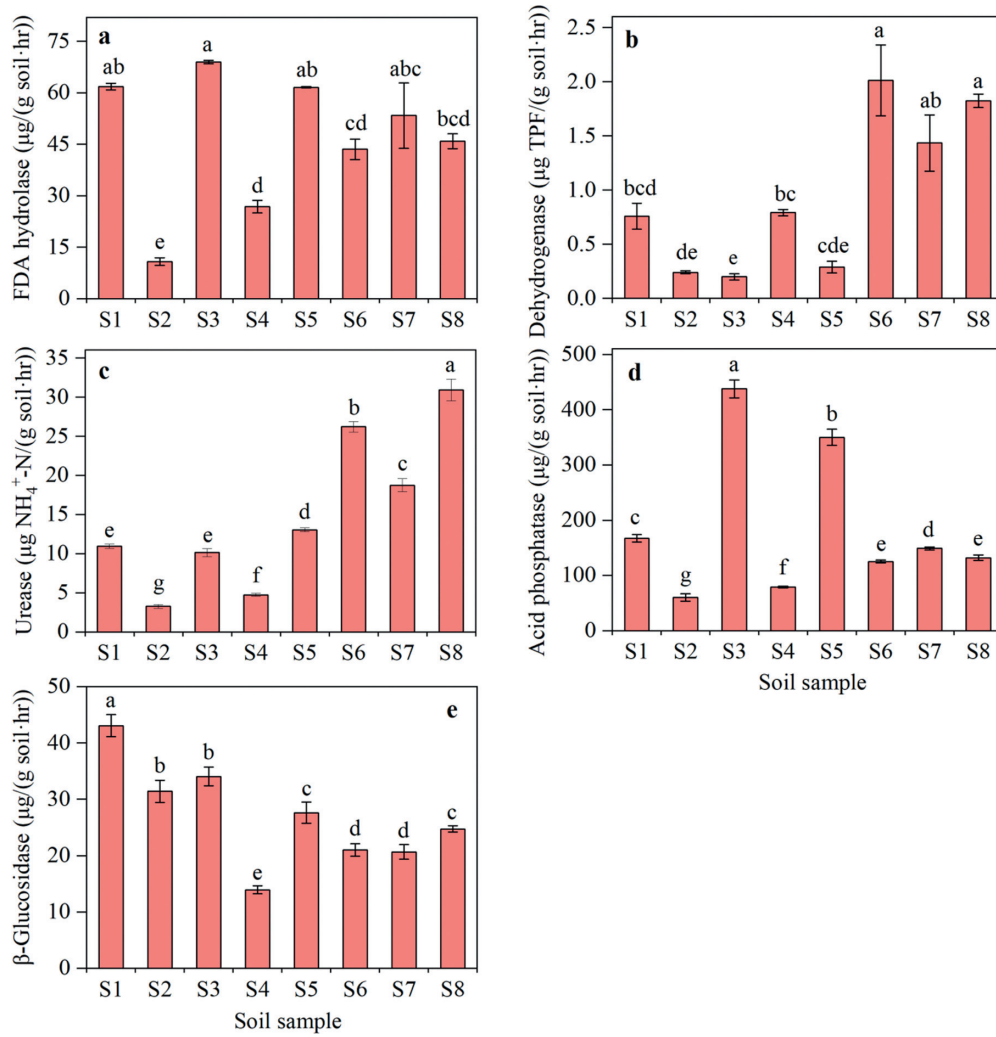 a
FDA hydrolase (μg/(g soil·hr))
75
60
45
30
15
0
ab
e
a
d
ab
cd
abc
bcd
S1 S2 S3 S4 S5 S6 S7 S8
b
Dehydrogenase (μg TPF/(g soil·hr))
2.5
2.0
1.5
1.0
0.5
0.0
bcd
de
e
bc
cde
a
ab
a
S1 S2 S3 S4 S5 S6 S7 S8
c
Urease (μg NH₄⁺-N/(g soil·hr))
35
30
25
20
15
10
5
0
e
g
e
f
d
b
c
a
S1 S2 S3 S4 S5 S6 S7 S8
d
Acid phosphatase (μg/(g soil·hr))
500
400
300
200
100
0
c
g
a
f
b
e
d
e
S1 S2 S3 S4 S5 S6 S7 S8
Soil sample
e
β-Glucosidase (μg/(g soil·hr))
50
40
30
20
10
0
a
b
b
e
c
d
d
c
S1 S2 S3 S4 S5 S6 S7 S8
Soil sample